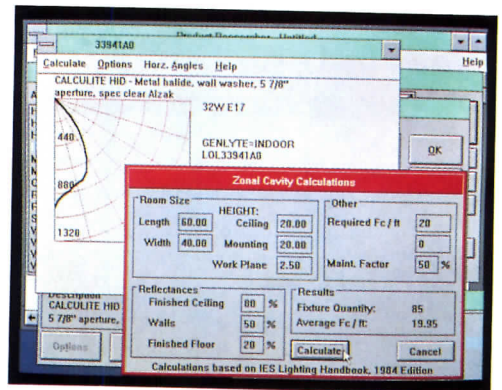 Product Researcher - Untitled
33941A0
Help
Calculate Options Horz. Angles Help
CALCULITE HID - Metal halide, wall washer, 5 7/8"
aperture, spec clear Alzak
32W E17
440
GENLYTE=INDOOR
LOL33941A0
880
1320
OK
Zonal Cavity Calculations
Room Size
HEIGHT:
Length 60.00 Ceiling 20.00
Width 40.00 Mounting 20.00
Work Plane 2.50
Other
Required Fc/ft 20
0
Maint. Factor 50 %
Reflectances
Finished Ceiling 80 %
Walls 50 %
Finished Floor 20 %
Results
Fixture Quantity: 85
Average Fc/ft: 19.95
Calculate Cancel
Calculations based on IES Lighting Handbook, 1984 Edition
Description
CALCULITE HID
5 7/8" aperture,
Options